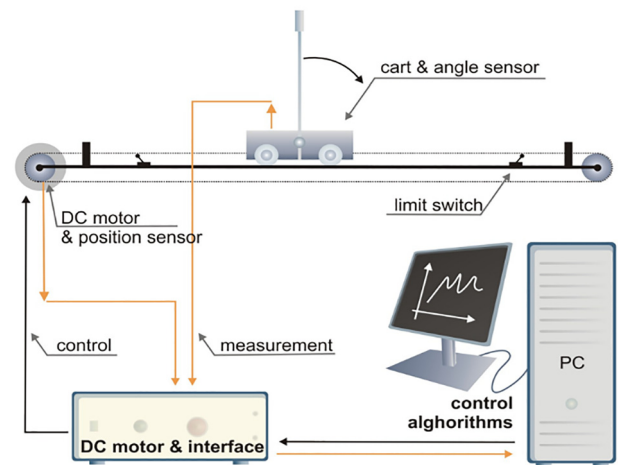 cart & angle sensor
limit switch
DC motor
& position sensor
control
measurement
PC
control
alghorithms
DC motor & interface